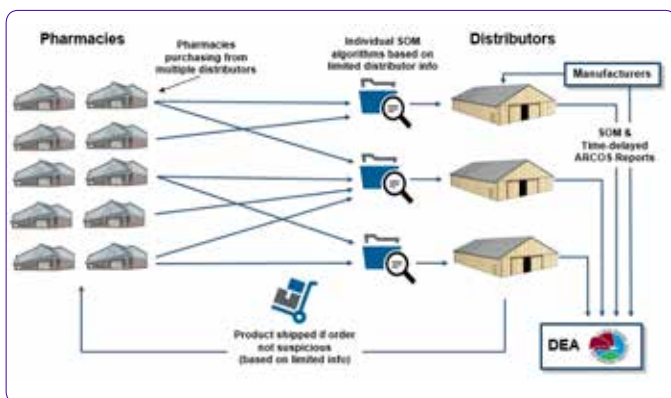 Pharmacies
Pharmacies
purchasing from
multiple distributors
Individual SOM
algorithms based on
limited distributor info
Distributors
Manufacturers
SOM &
Time-delayed
ARCOS Reports
Product shipped if order
not suspicious
(based on limited info)
DEA